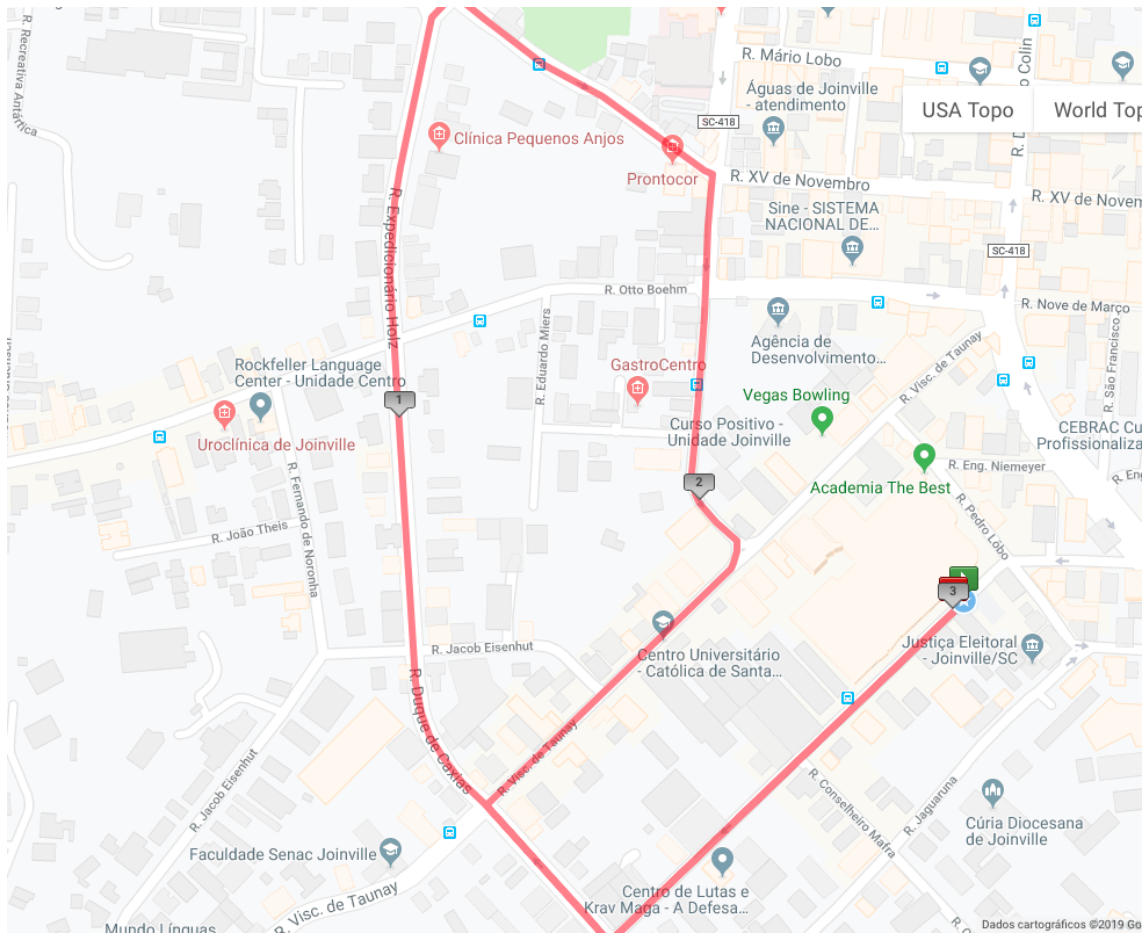 R. Recreativa Antártica
R. Mário Lobo
Águas de Joinville
- atendimento
USA Topo
World Top
SC-418
Clínica Pequenos Anjos
Prontocor
R. XV de Novembro
R. XV de Novem
Sine - SISTEMA
NACIONAL DE...
SC-418
R. Expedicionário Holz
R. Otto Boehm
R. Nove de Março
Agência de
Desenvolvimento...
R. Visc. de Taunay
R. São Francisco
R. Eduardo Miers
Rockfeller Language
Center - Unidade Centro
GastroCentro
Vegas Bowling
1
Uroclínica de Joinville
Curso Positivo -
Unidade Joinville
CEBRAC Cu
Profissionaliza
R. Eng. Niemeyer
R. Eng
Academia The Best
2
R. Fernando de Noronha
R. João Theis
R. Pedro Lôbo
3
R. Jacob Eisenhut
Centro Universitário
- Católica de Santa...
Justiça Eleitoral
- Joinville/SC
R. Duque de Caxias
R. Visc. de Taunay
R. Jacob Eisenhut
R. Conselheiro Mafra
R. Jaguaruna
Cúria Diocesana
de Joinville
Faculdade Senac Joinville
Centro de Lutas e
Krav Maga - A Defesa...
R. Visc. de Taunay
Mundo Línguas
Dados cartográficos ©2019 Go